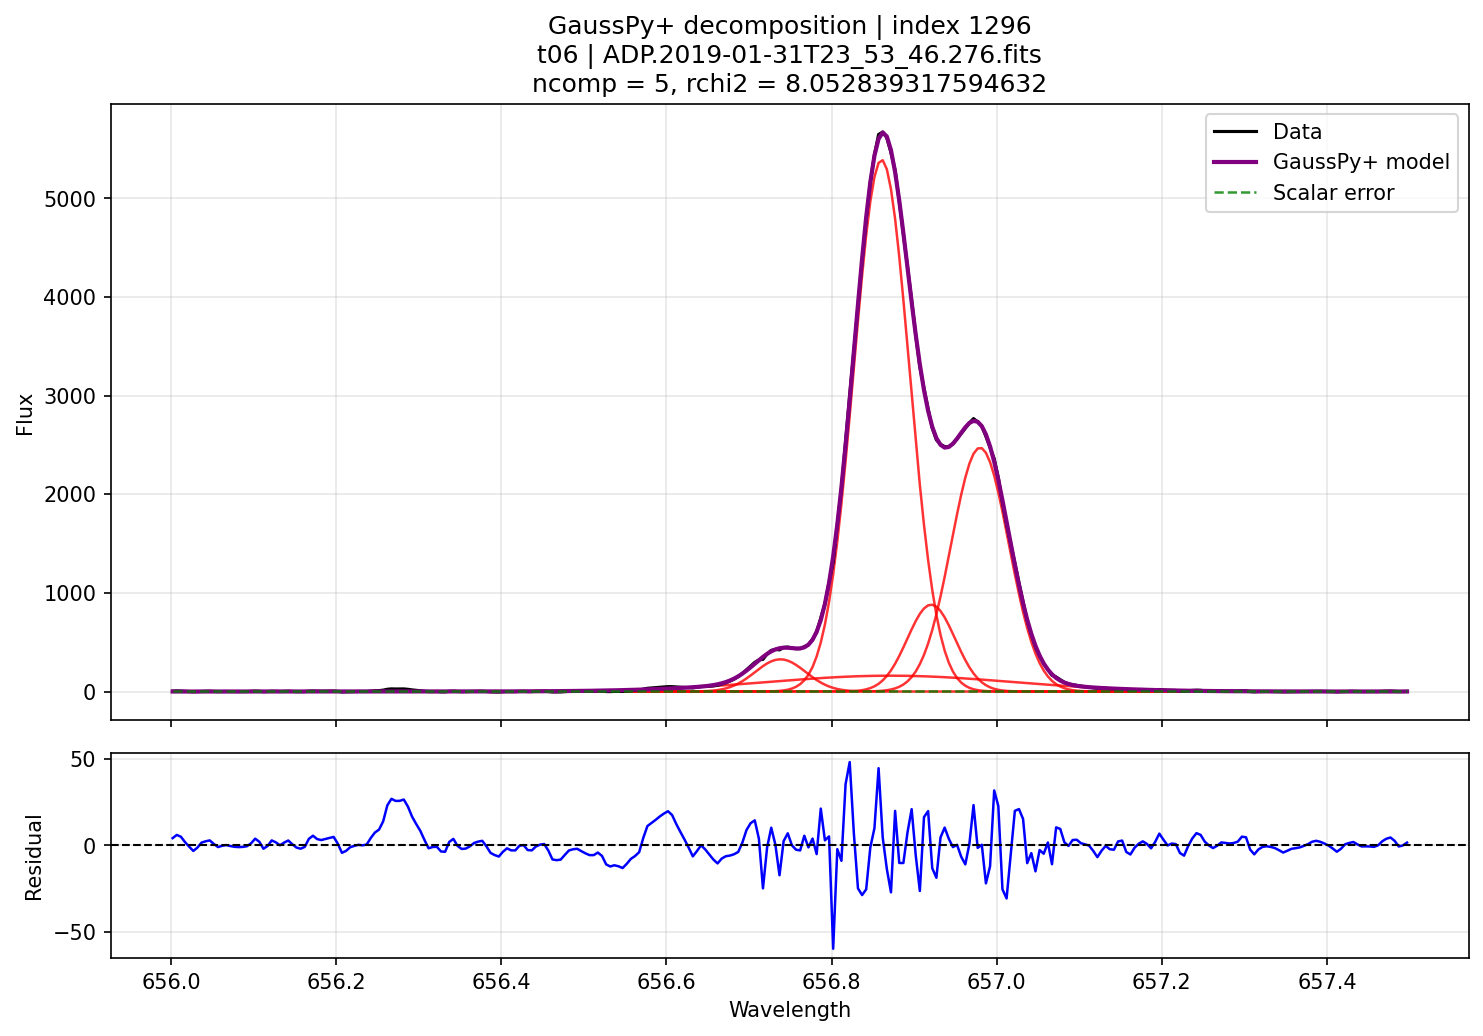 GaussPy+ decomposition | index 1296
t06 | ADP.2019-01-31T23_53_46.276.fits
ncomp = 5, rchi2 = 8.052839317594632
Data
GaussPy+ model
Scalar error
Flux
5000
4000
3000
2000
1000
0
Residual
50
0
−50
656.0 656.2 656.4 656.6 656.8 657.0 657.2 657.4
Wavelength